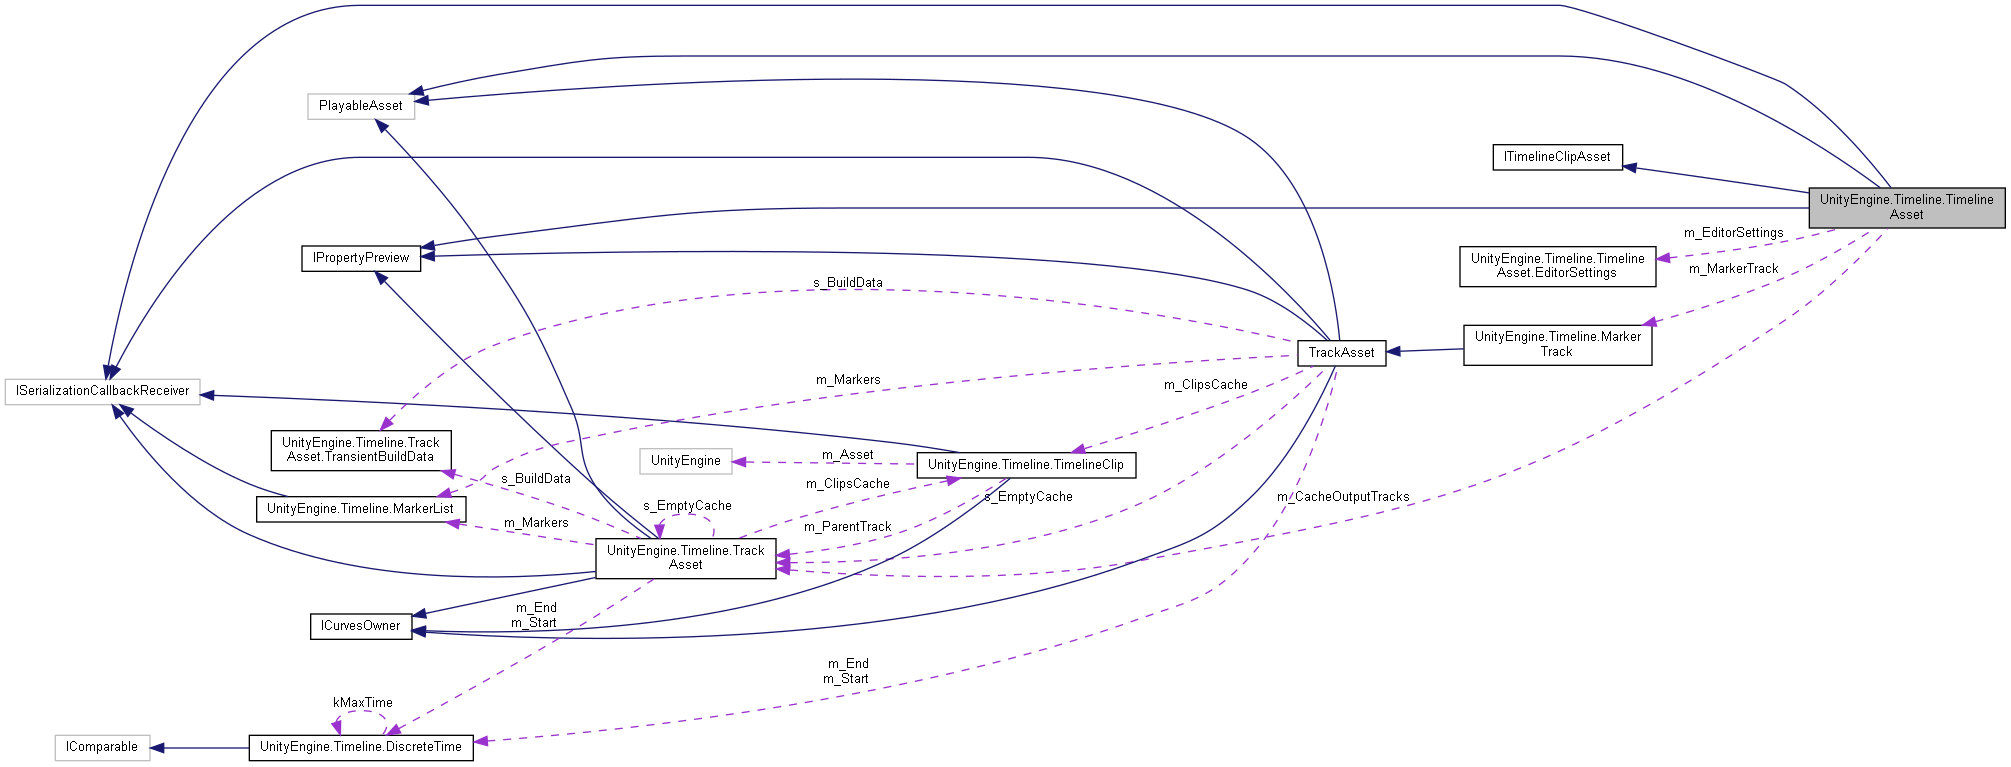 PlayableAsset
ITimelineClipAsset
UnityEngine.Timeline.Timeline
Asset
m_EditorSettings
IPropertyPreview
UnityEngine.Timeline.Timeline
Asset.EditorSettings
m_MarkerTrack
s_BuildData
UnityEngine.Timeline.Marker
Track
TrackAsset
m_Markers
m_ClipsCache
ISerializationCallbackReceiver
UnityEngine.Timeline.Track
Asset.TransientBuildData
UnityEngine
m_Asset
UnityEngine.Timeline.TimelineClip
s_BuildData
m_ClipsCache
s_EmptyCache
m_CacheOutputTracks
UnityEngine.Timeline.MarkerList
s_EmptyCache
m_Markers
m_ParentTrack
UnityEngine.Timeline.Track
Asset
m_End
m_Start
ICurvesOwner
m_End
m_Start
kMaxTime
IComparable
UnityEngine.Timeline.DiscreteTime